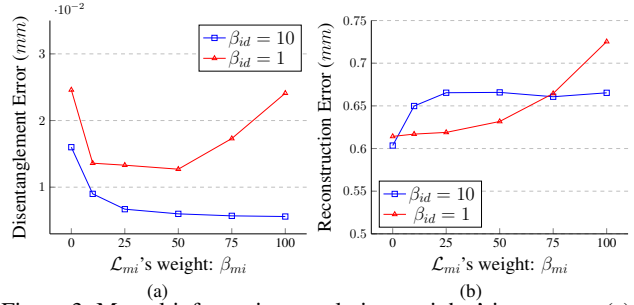 ·10⁻²
3
2
1
Disentanglement Error (mm)
β_id = 10
β_id = 1
0 25 50 75 100
L_mi's weight: β_mi
(a)
0.75
0.7
0.65
0.6
0.55
0.5
Reconstruction Error (mm)
β_id = 10
β_id = 1
0 25 50 75 100
L_mi's weight: β_mi
(b)